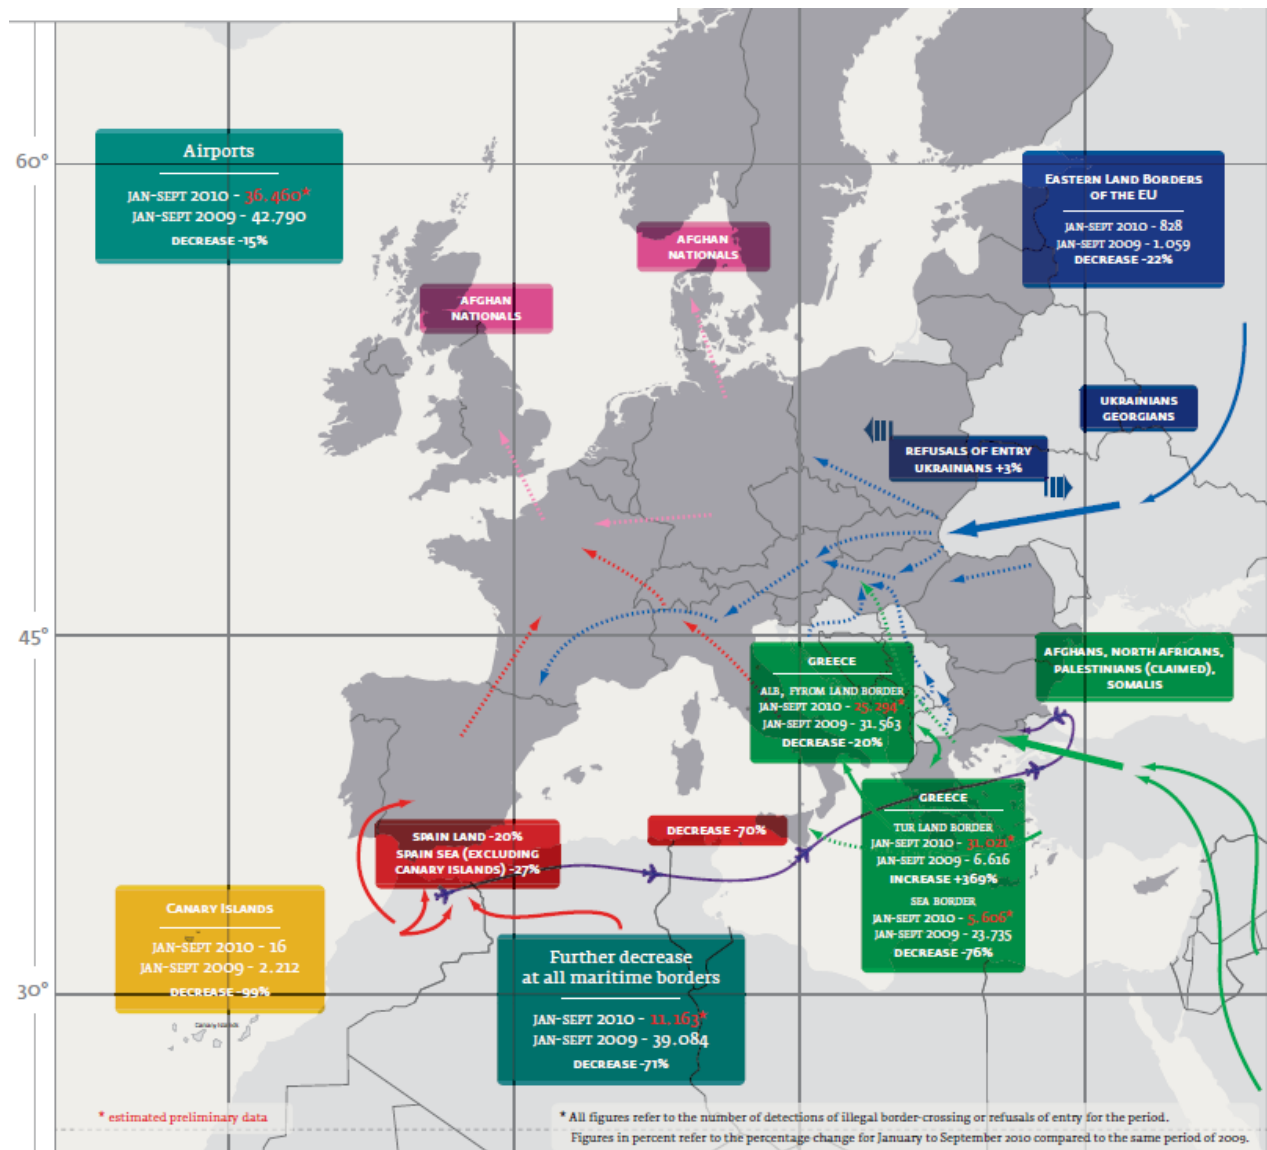 60°
45°
30°
Airports
JAN-SEPT 2010 - 36.460*
JAN-SEPT 2009 - 42.790
DECREASE -15%
AFGHAN
NATIONALS
AFGHAN
NATIONALS
EASTERN LAND BORDERS
OF THE EU
JAN-SEPT 2010 - 828
JAN-SEPT 2009 - 1.059
DECREASE -22%
UKRAINIANS
GEORGIANS
REFUSALS OF ENTRY
UKRAINIANS +3%
AFGHANS, NORTH AFRICANS,
PALESTINIANS (CLAIMED),
SOMALIS
GREECE
ALB, FYROM LAND BORDER
JAN-SEPT 2010 - 25.294*
JAN-SEPT 2009 - 31.563
DECREASE -20%
GREECE
TUR LAND BORDER
JAN-SEPT 2010 - 31.021*
JAN-SEPT 2009 - 6.616
INCREASE +369%
SEA BORDER
JAN-SEPT 2010 - 5.606*
JAN-SEPT 2009 - 23.735
DECREASE -76%
SPAIN LAND -20%
SPAIN SEA (EXCLUDING
CANARY ISLANDS) -27%
DECREASE -70%
CANARY ISLANDS
JAN-SEPT 2010 - 16
JAN-SEPT 2009 - 2.212
DECREASE -99%
Canary Islands
Further decrease
at all maritime borders
JAN-SEPT 2010 - 11.163*
JAN-SEPT 2009 - 39.084
DECREASE -71%
* estimated preliminary data
* All figures refer to the number of detections of illegal border-crossing or refusals of entry for the period.
Figures in percent refer to the percentage change for January to September 2010 compared to the same period of 2009.